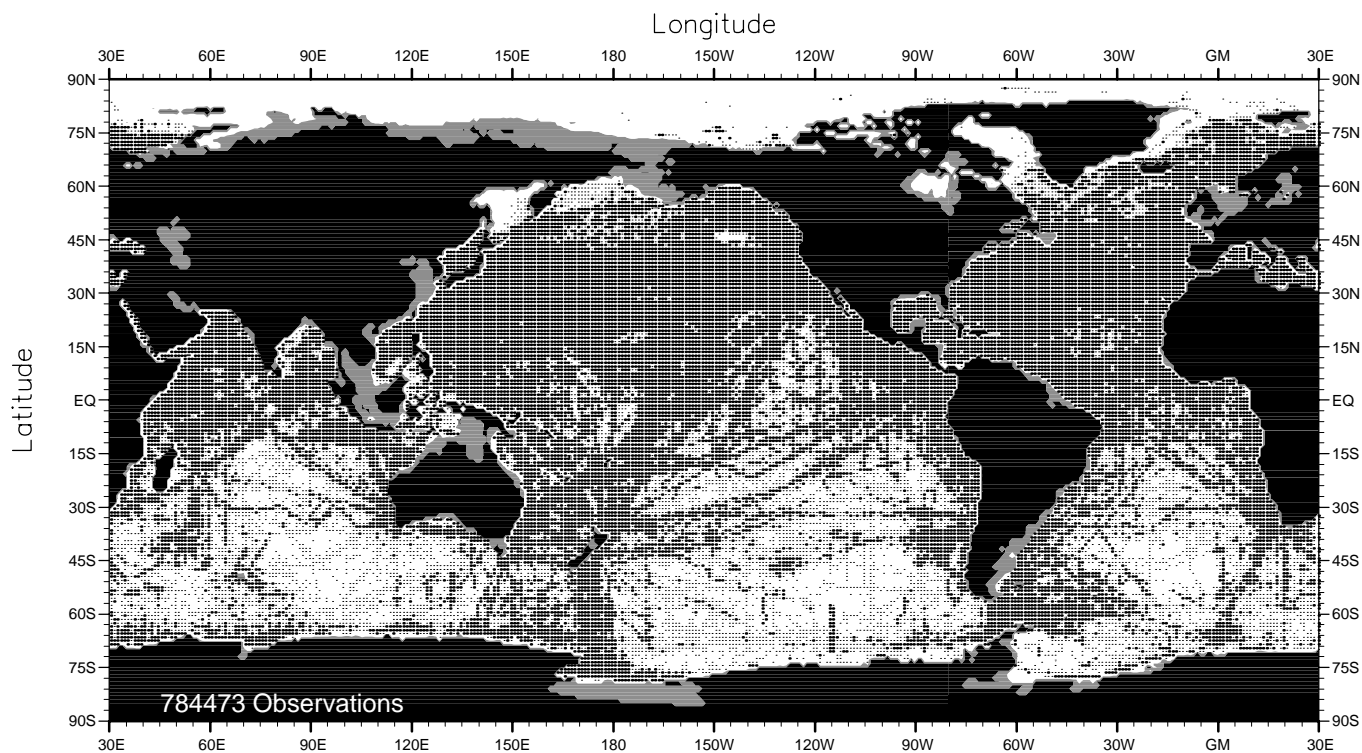 Longitude
30E 60E 90E 120E 150E 180 150W 120W 90W 60W 30W GM 30E
90N 90N
75N 75N
60N 60N
45N 45N
30N 30N
15N 15N
Latitude
EQ EQ
15S 15S
30S 30S
45S 45S
60S 60S
75S 75S
784473 Observations
90S 90S
30E 60E 90E 120E 150E 180 150W 120W 90W 60W 30W GM 30E